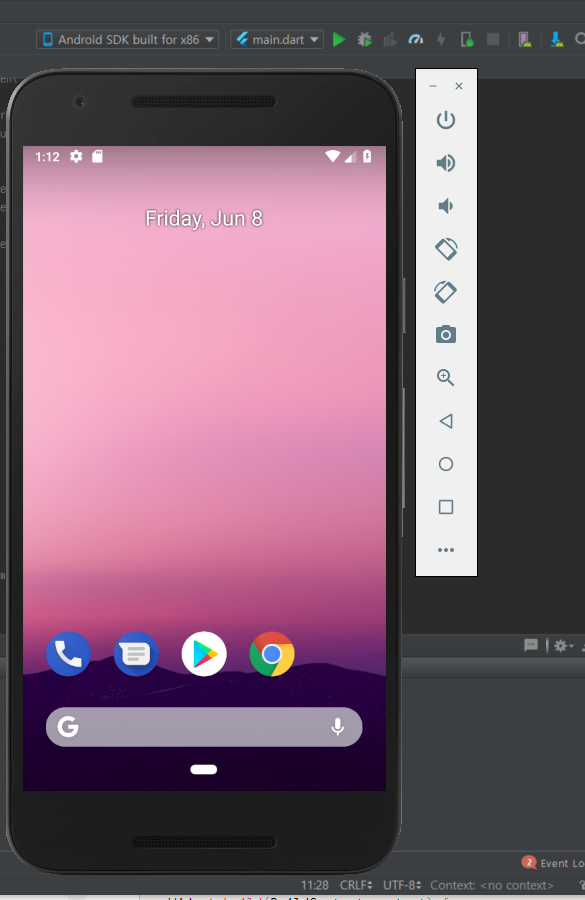 Android SDK built for x86
main.dart
1:12
Friday, Jun 8
G
2
Event Lo
11:28 CRLF UTF-8 Context: <no context>